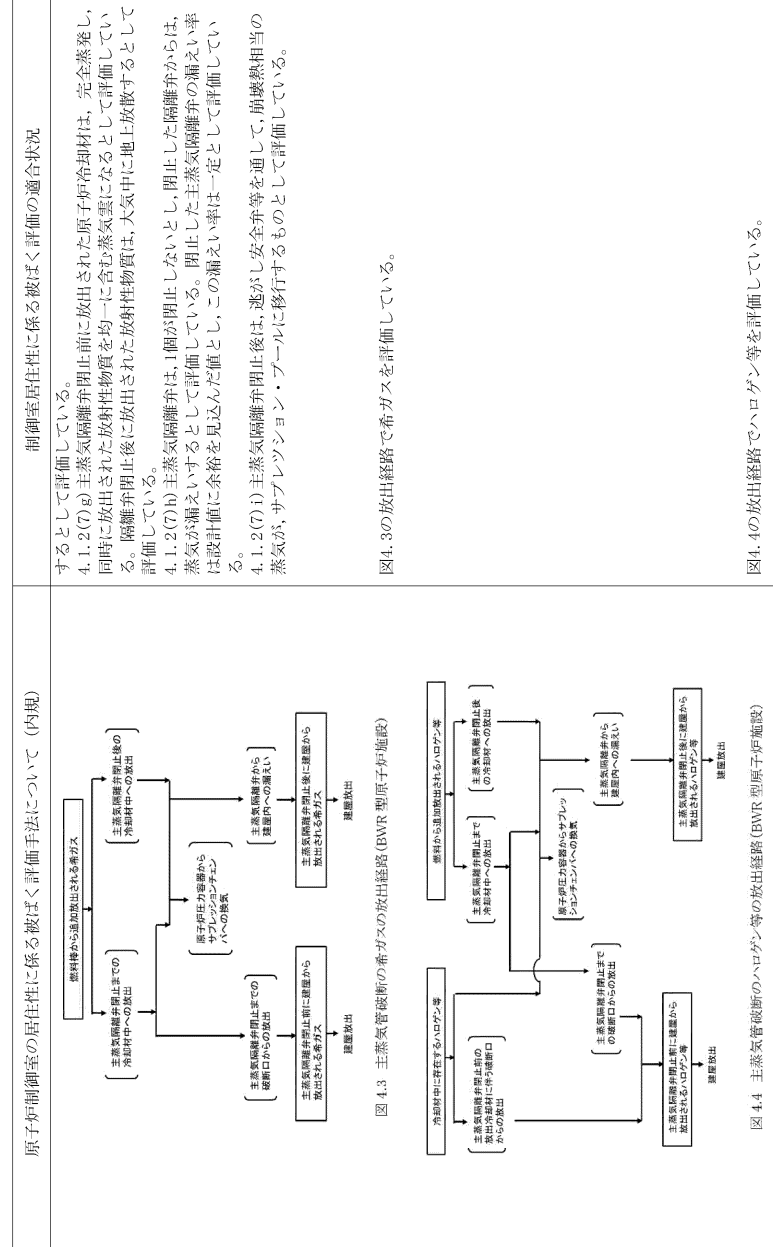 原子炉制御室の居住性に係る被ばく評価手法について（内規）
燃料棒から追加放出される希ガス
主蒸気隔離弁閉止までの
冷却材中への放出
主蒸気隔離弁閉止後の
冷却材中への放出
原子炉圧力容器から
サプレッションチェン
バへの換気
主蒸気隔離弁閉止までの
破断口からの放出
主蒸気隔離弁から
建屋内への漏えい
主蒸気隔離弁閉止前に建屋から
放出される希ガス
主蒸気隔離弁閉止後に建屋から
放出される希ガス
建屋放出
建屋放出
図 4.3 主蒸気管破断の希ガスの放出経路(BWR 型原子炉施設)
冷却材中に存在するハロゲン等
燃料から追加放出されるハロゲン等
主蒸気隔離弁閉止前の
放出冷却材に伴う破断口
からの放出
主蒸気隔離弁閉止まで
冷却材中への放出
主蒸気隔離弁閉止後
の冷却材への放出
原子炉圧力容器からサプレッ
ションチェンバへの換気
主蒸気隔離弁閉止まで
の破断口からの放出
主蒸気隔離弁から
建屋内への漏えい
主蒸気隔離弁閉止前に建屋から
放出されるハロゲン等
主蒸気隔離弁閉止後に建屋から
放出されるハロゲン等
建屋放出
建屋放出
図 4.4 主蒸気管破断のハロゲン等の放出経路(BWR 型原子炉施設)
制御室居住性に係る被ばく評価の適合状況
するとして評価している。
4.1.2(7)g)主蒸気隔離弁閉止前に放出された原子炉冷却材は，完全蒸発し，
同時に放出された放射性物質を均一に含む蒸気雲になるとして評価してい
る。隔離弁閉止後に放出された放射性物質は，大気中に地上放散するとして
評価している。
4.1.2(7)h)主蒸気隔離弁は，1個が閉止しないとし，閉止した隔離弁からは，
蒸気が漏えいするとして評価している。閉止した主蒸気隔離弁の漏えい率
は設計値に余裕を見込んだ値とし，この漏えい率は一定として評価してい
る。
4.1.2(7)i)主蒸気隔離弁閉止後は，逃がし安全弁等を通して，崩壊熱相当の
蒸気が，サプレッション・プールに移行するものとして評価している。
図4.3の放出経路で希ガスを評価している。
図4.4の放出経路でハロゲン等を評価している。